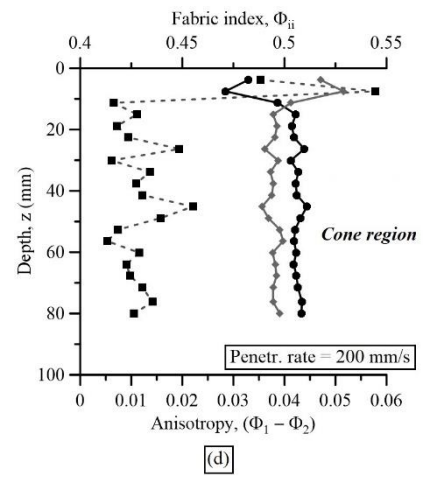 Fabric index, Φii
0.4 0.45 0.5 0.55
0
20
40
60
80
100
Depth, z (mm)
Cone region
Penetr. rate = 200 mm/s
0 0.01 0.02 0.03 0.04 0.05 0.06
Anisotropy, (Φ1 − Φ2)
(d)